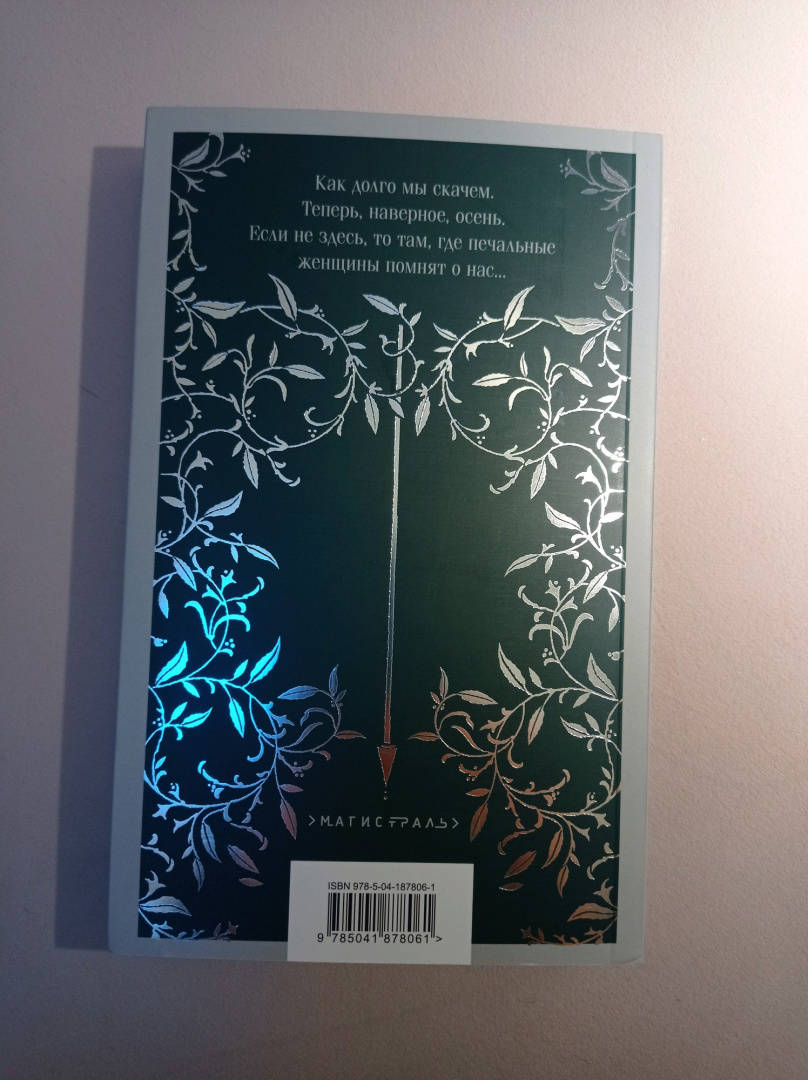 Как долго мы скачем.
Теперь, наверное, осень.
Если не здесь, то там, где печальные
женщины помнят о нас...
>МАГИСТРАЛЬ>
ISBN 978-5-04-187806-1
9 785041 878061 >